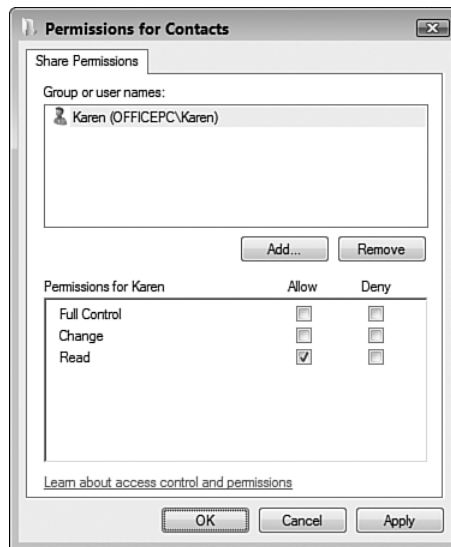 Permissions for Contacts
Share Permissions
Group or user names:
Karen (OFFICEPC\Karen)
Add... Remove
Permissions for Karen Allow Deny
Full Control
Change
Read
Learn about access control and permissions
OK Cancel Apply